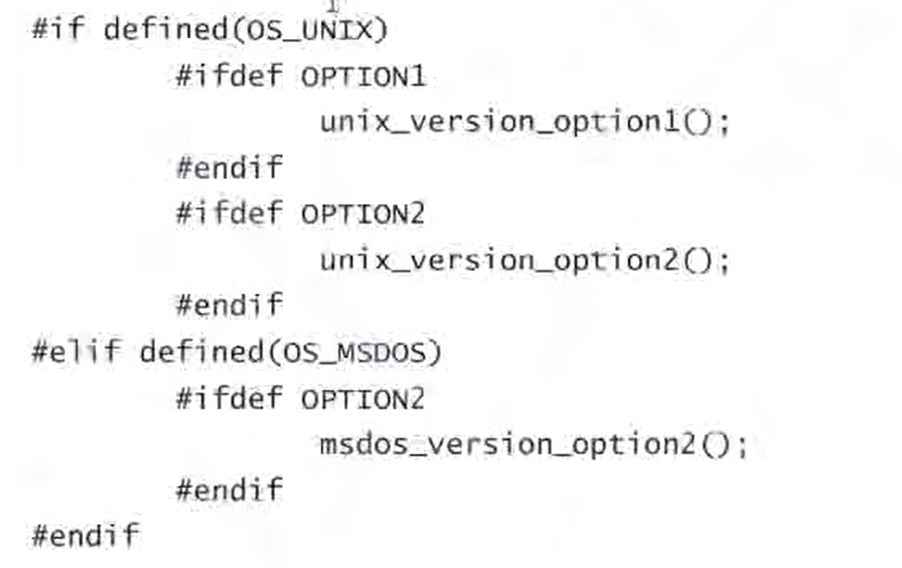 #if defined(OS_UNIX)
        #ifdef OPTION1
                unix_version_option1();
        #endif
        #ifdef OPTION2
                unix_version_option2();
        #endif
#elif defined(OS_MSDOS)
        #ifdef OPTION2
                msdos_version_option2();
        #endif
#endif